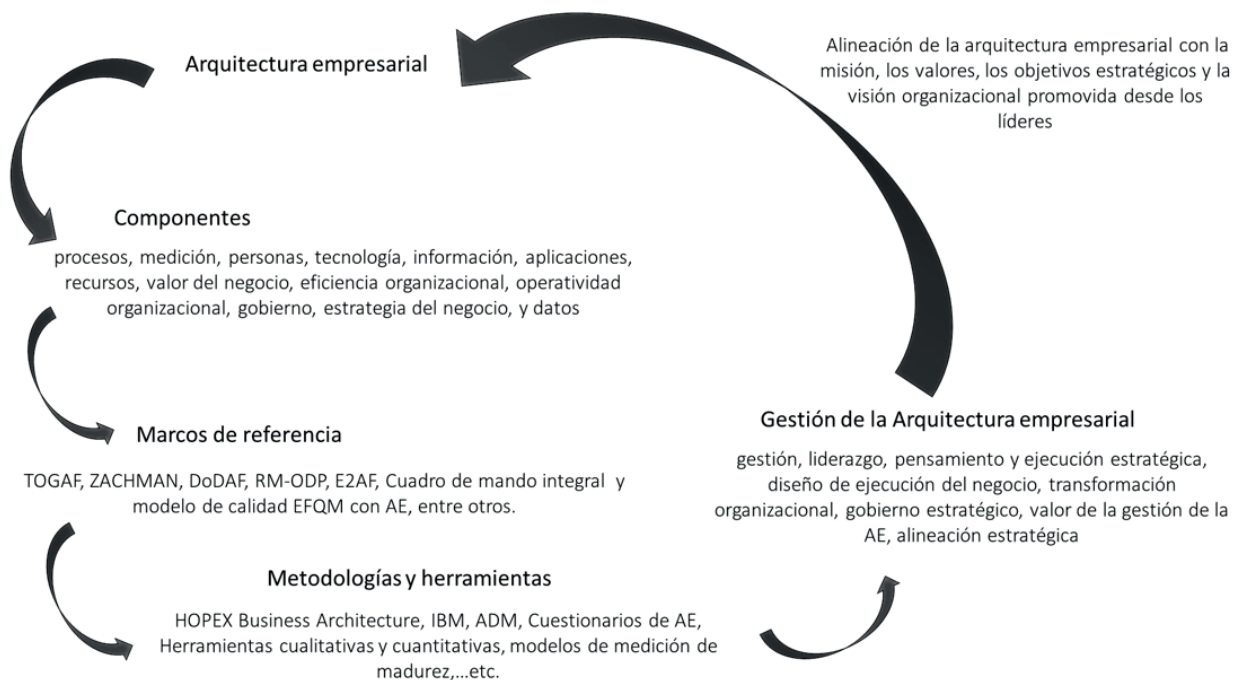 Arquitectura empresarial
Alineación de la arquitectura empresarial con la
misión, los valores, los objetivos estratégicos y la
visión organizacional promovida desde los
líderes
Componentes
procesos, medición, personas, tecnología, información, aplicaciones,
recursos, valor del negocio, eficiencia organizacional, operatividad
organizacional, gobierno, estrategia del negocio, y datos
Marcos de referencia
TOGAF, ZACHMAN, DoDAF, RM-ODP, E2AF, Cuadro de mando integral y
modelo de calidad EFQM con AE, entre otros.
Metodologías y herramientas
HOPEX Business Architecture, IBM, ADM, Cuestionarios de AE,
Herramientas cualitativas y cuantitativas, modelos de medición de
madurez,...etc.
Gestión de la Arquitectura empresarial
gestión, liderazgo, pensamiento y ejecución estratégica,
diseño de ejecución del negocio, transformación
organizacional, gobierno estratégico, valor de la gestión de la
AE, alineación estratégica